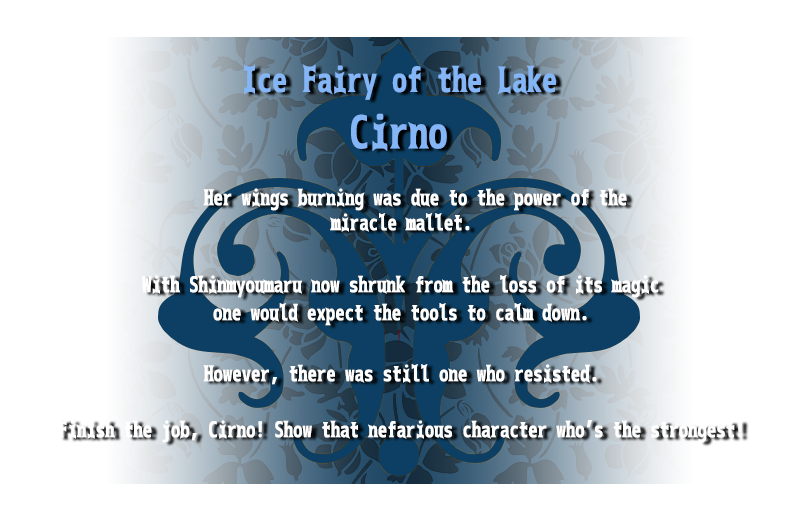 Ice Fairy of the Lake
Cirno
Her wings burning was due to the power of the
miracle mallet.
With Shinmyoumaru now shrunk from the loss of its magic
one would expect the tools to calm down.
However, there was still one who resisted.
Finish the job, Cirno! Show that nefarious character who's the strongest!!